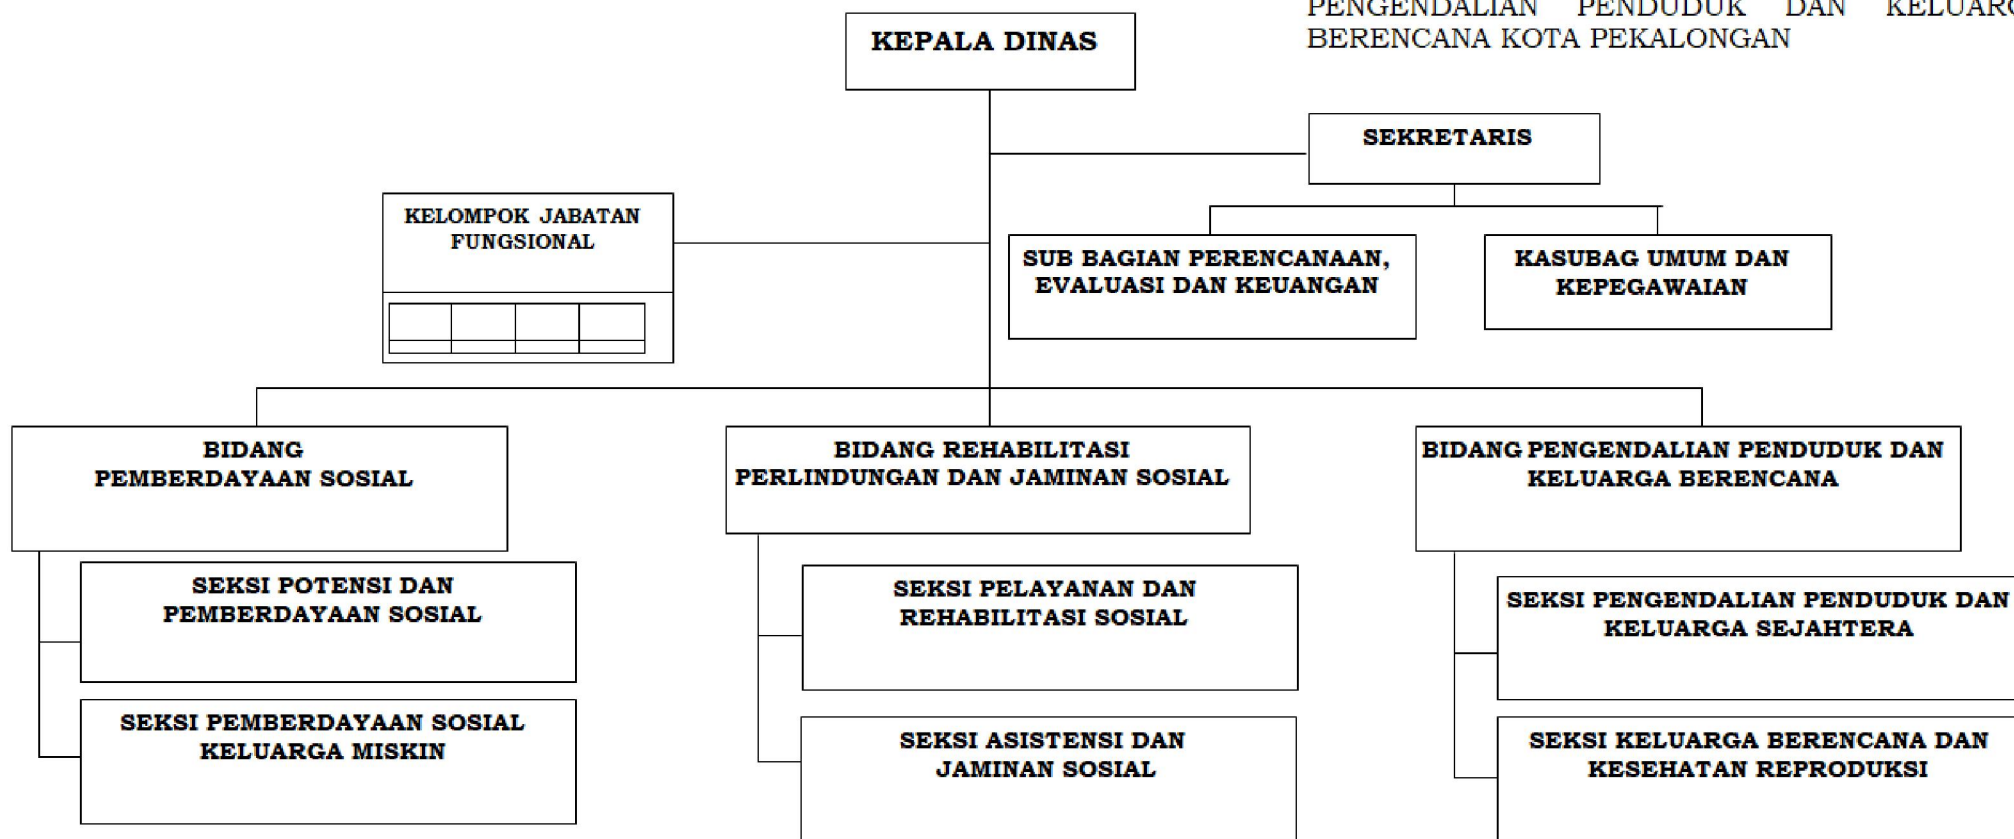 PENGENDALIAN PENDUDUK DAN
BERENCANA KOTA PEKALONGAN
KEPALA DINAS
SEKRETARIS
KELOMPOK JABATAN
FUNGSIONAL
SUB BAGIAN PERENCANAAN,
EVALUASI DAN KEUANGAN
KASUBAG UMUM DAN
KEPEGAWAIAN
BIDANG
PEMBERDAYAAN SOSIAL
BIDANG REHABILITASI
PERLINDUNGAN DAN JAMINAN SOSIAL
BIDANG PENGENDALIAN PENDUDUK DAN
KELUARGA BERENCANA
SEKSI POTENSI DAN
PEMBERDAYAAN SOSIAL
SEKSI PEMBERDAYAAN SOSIAL
KELUARGA MISKIN
SEKSI PELAYANAN DAN
REHABILITASI SOSIAL
SEKSI ASISTENSI DAN
JAMINAN SOSIAL
SEKSI PENGENDALIAN PENDUDUK DAN
KELUARGA SEJAHTERA
SEKSI KELUARGA BERENCANA DAN
KESEHATAN REPRODUKSI